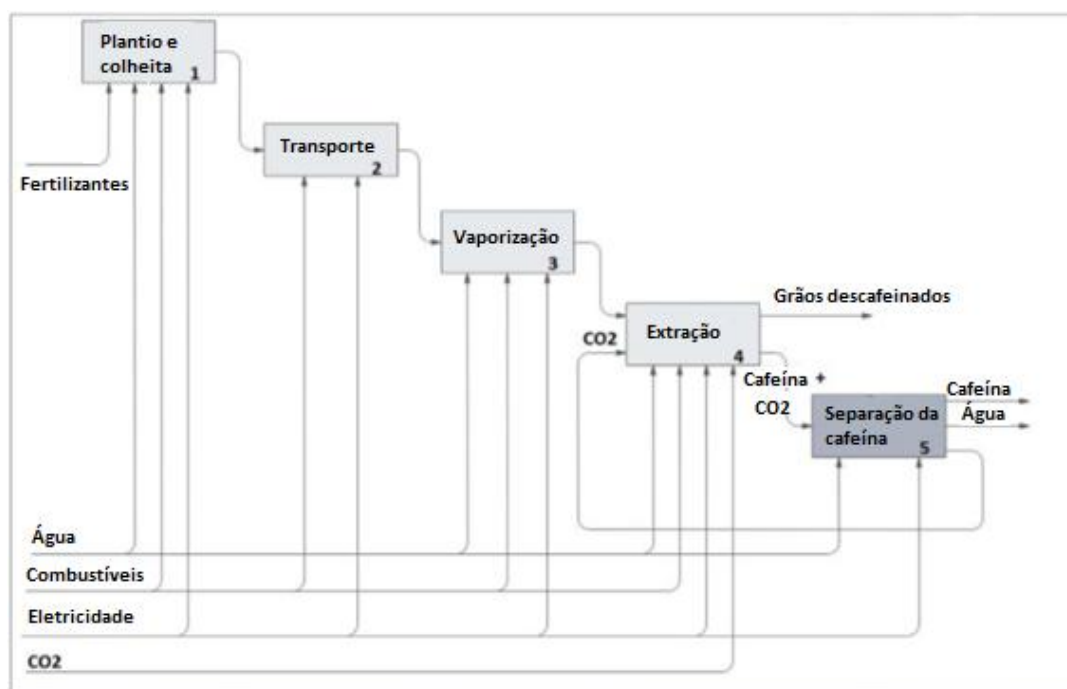 Plantio e
colheita
1
Fertilizantes
Transporte
2
Vaporização
3
Grãos descafeinados
CO2
Extração
4
Cafeína +
CO2
Cafeína
Água
Separação da
cafeína
5
Água
Combustíveis
Eletricidade
CO2